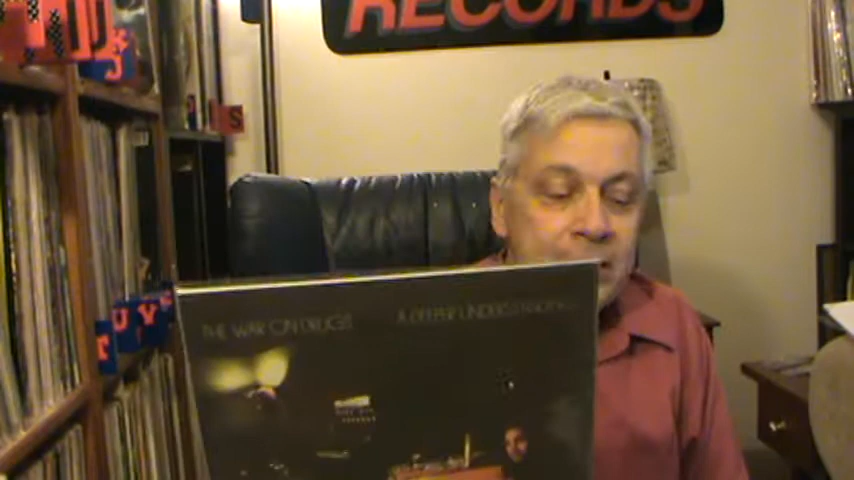 RECORDS
S
T U V
THE WAR ON DRUGS A DEEPER UNDERSTANDING